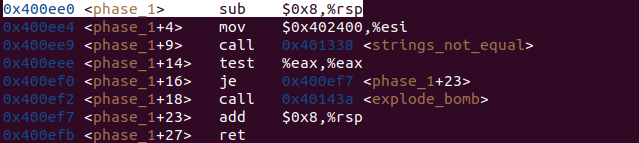 0x400ee0 <phase_1> sub $0x8,%rsp
0x400ee4 <phase_1+4> mov $0x402400,%esi
0x400ee9 <phase_1+9> call 0x401338 <strings_not_equal>
0x400eee <phase_1+14> test %eax,%eax
0x400ef0 <phase_1+16> je 0x400ef7 <phase_1+23>
0x400ef2 <phase_1+18> call 0x40143a <explode_bomb>
0x400ef7 <phase_1+23> add $0x8,%rsp
0x400efb <phase_1+27> ret